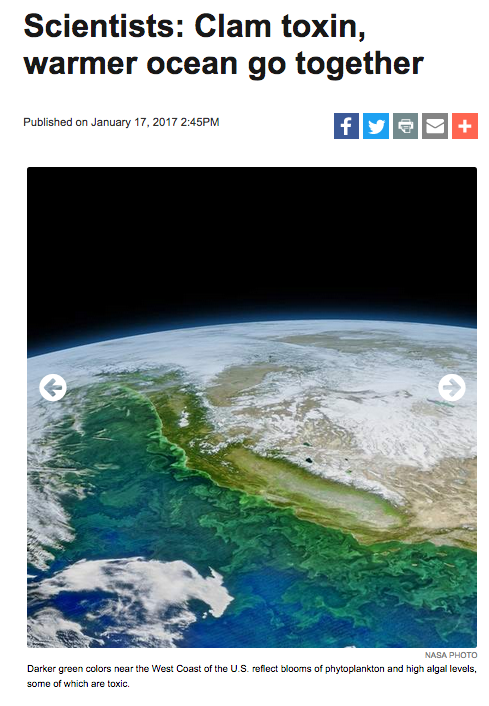 Scientists: Clam toxin,
warmer ocean go together
Published on January 17, 2017 2:45PM
NASA PHOTO
Darker green colors near the West Coast of the U.S. reflect blooms of phytoplankton and high algal levels,
some of which are toxic.